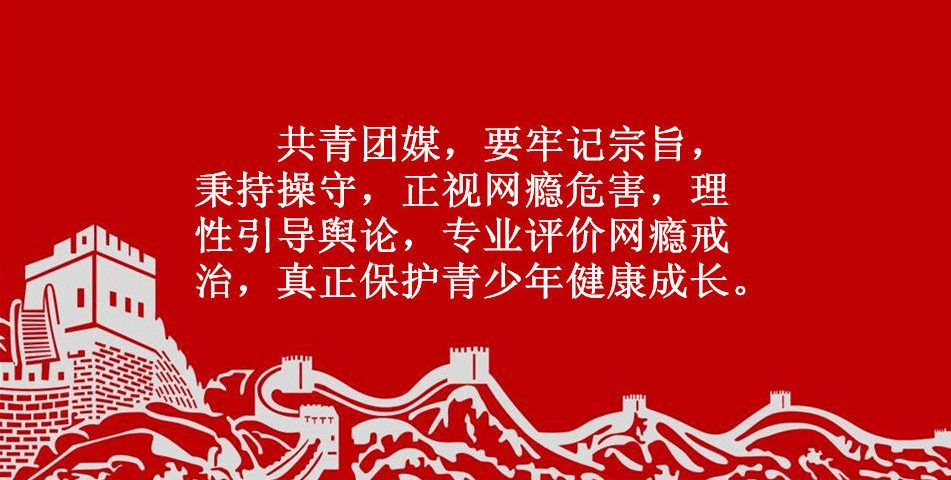 共青团媒，要牢记宗旨，
秉持操守，正视网瘾危害，理
性引导舆论，专业评价网瘾戒
治，真正保护青少年健康成长。